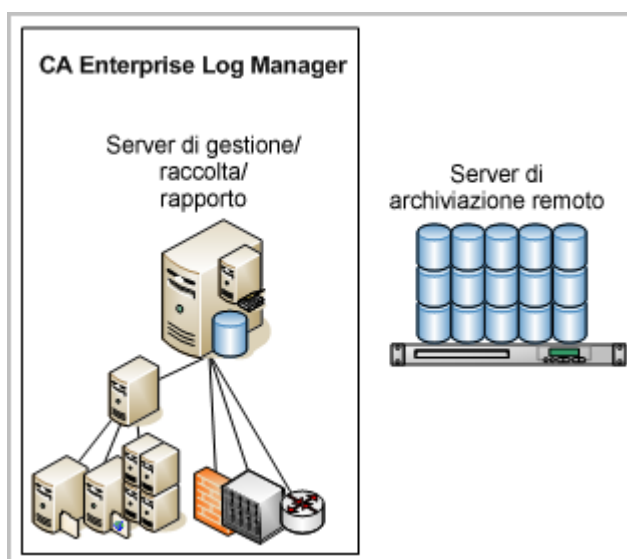 CA Enterprise Log Manager
Server di gestione/
raccolta/
rapporto
Server di
archiviazione remoto